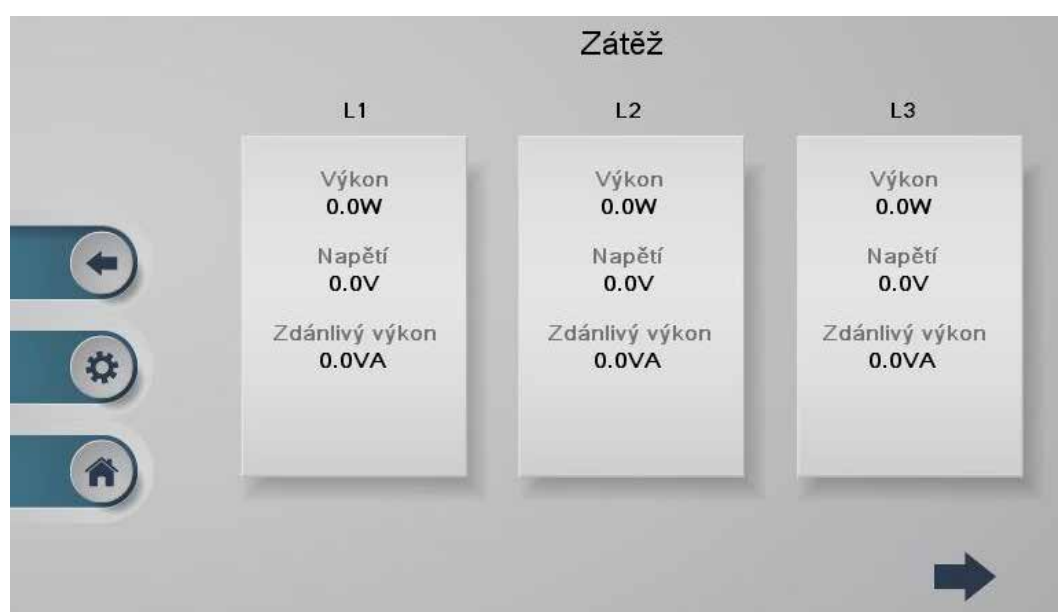 Zátěž
L1
L2
L3
Výkon
0.0W
Napětí
0.0V
Zdánlivý výkon
0.0VA
Výkon
0.0W
Napětí
0.0V
Zdánlivý výkon
0.0VA
Výkon
0.0W
Napětí
0.0V
Zdánlivý výkon
0.0VA